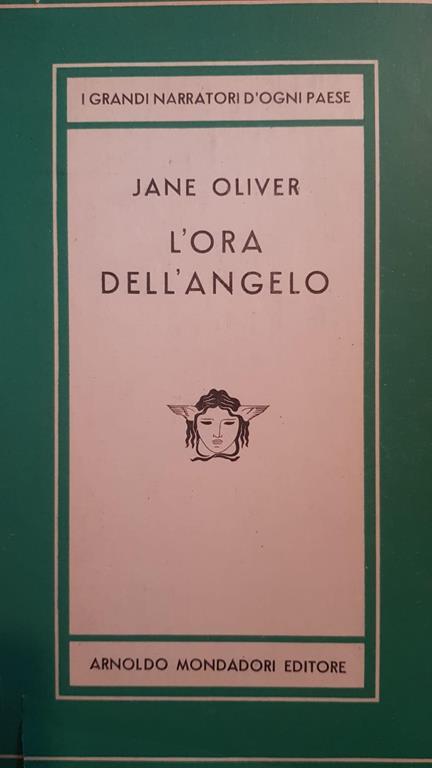 I GRANDI NARRATORI D'OGNI PAESE
JANE OLIVER
L'ORA
DELL'ANGELO
ARNOLDO MONDADORI EDITORE